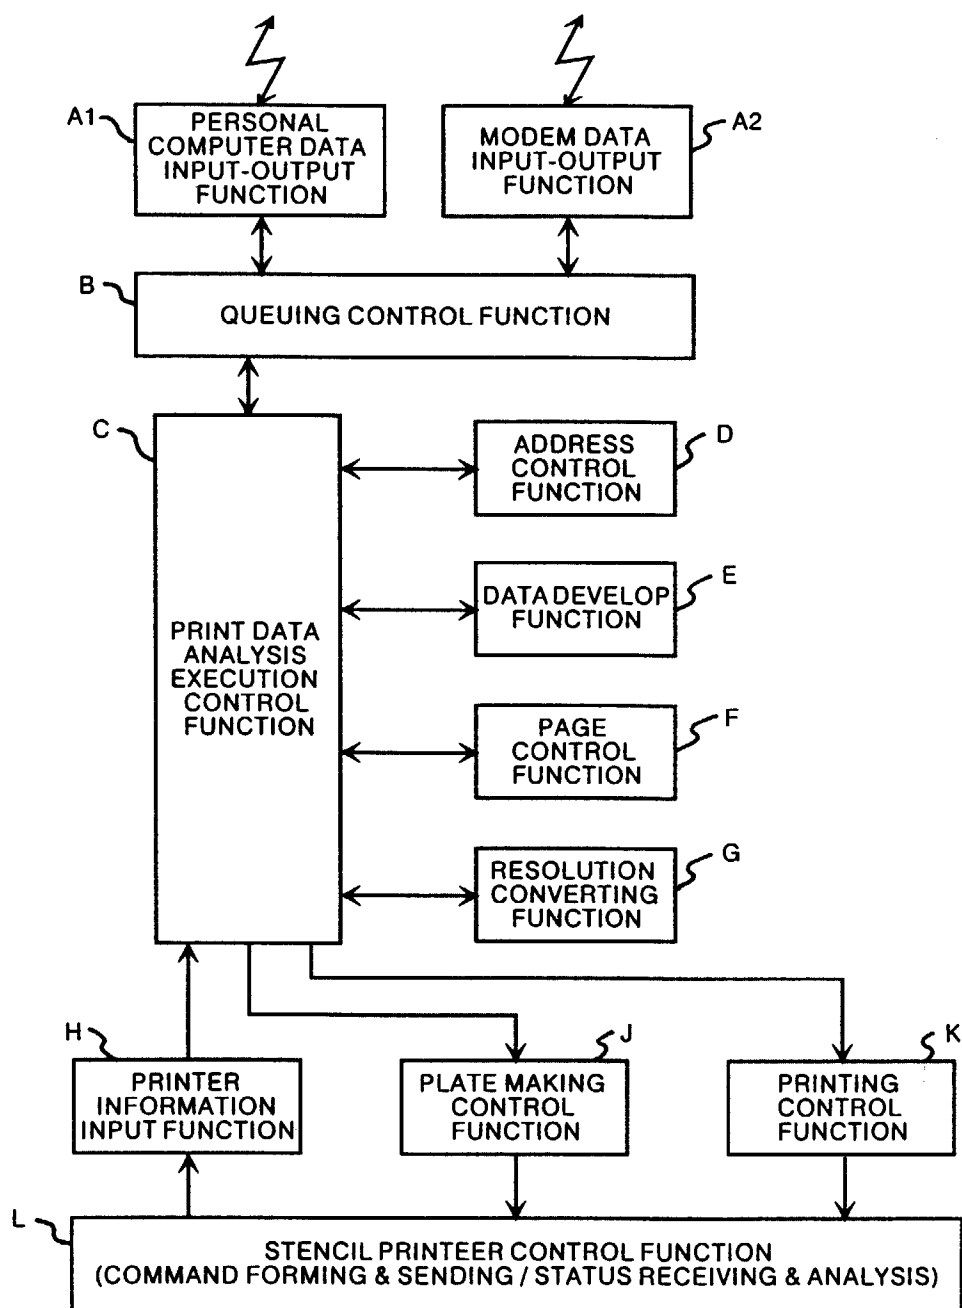 A1
PERSONAL
COMPUTER DATA
INPUT-OUTPUT
FUNCTION
MODEM DATA
INPUT-OUTPUT
FUNCTION
A2
B
QUEUING CONTROL FUNCTION
C
PRINT DATA
ANALYSIS
EXECUTION
CONTROL
FUNCTION
ADDRESS
CONTROL
FUNCTION
D
DATA DEVELOP
FUNCTION
E
PAGE
CONTROL
FUNCTION
F
RESOLUTION
CONVERTING
FUNCTION
G
H
PRINTER
INFORMATION
INPUT FUNCTION
J
PLATE MAKING
CONTROL
FUNCTION
K
PRINTING
CONTROL
FUNCTION
L
STENCIL PRINTEER CONTROL FUNCTION
(COMMAND FORMING & SENDING / STATUS RECEIVING & ANALYSIS)